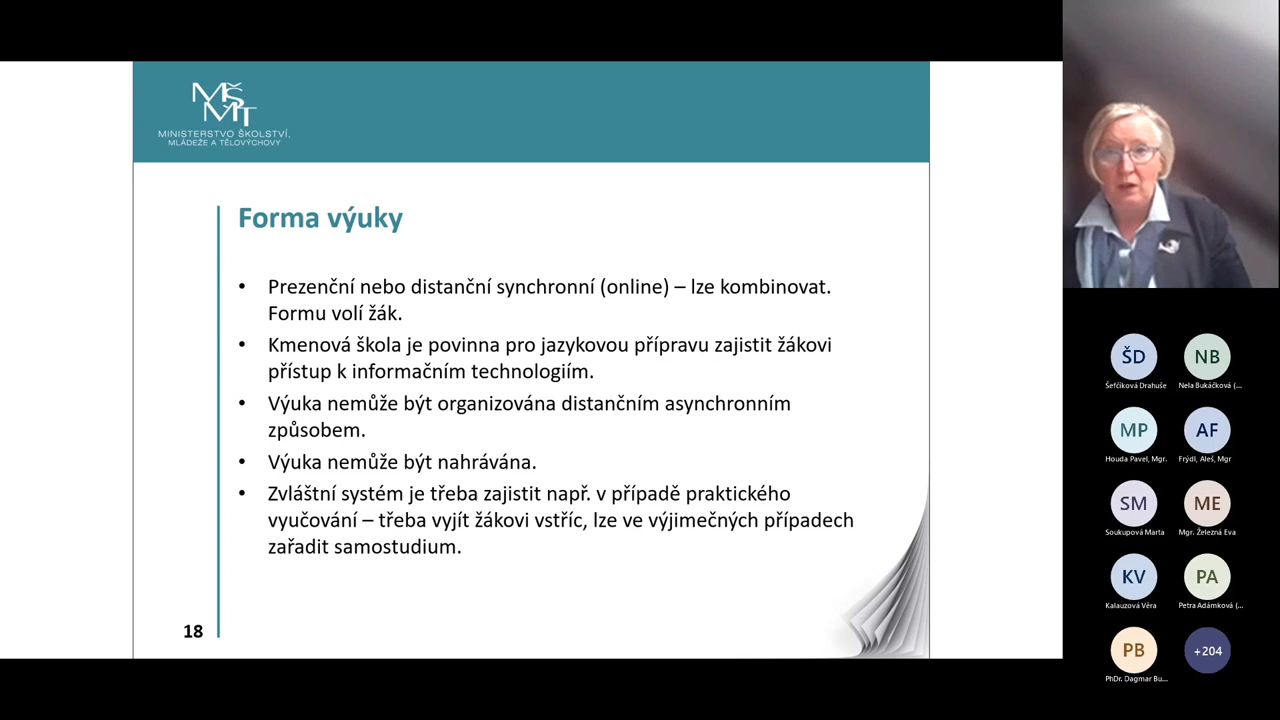 MŠ
MT
MINISTERSTVO ŠKOLSTVÍ,
MLÁDEŽE A TĚLOVÝCHOVY
Forma výuky
• Prezenční nebo distanční synchronní (online) – lze kombinovat.
Formu volí žák.
• Kmenová škola je povinna pro jazykovou přípravu zajistit žákovi
přístup k informačním technologiím.
• Výuka nemůže být organizována distančním asynchronním
způsobem.
• Výuka nemůže být nahrávána.
• Zvláštní systém je třeba zajistit např. v případě praktického
vyučování – třeba vyjít žákovi vstříc, lze ve výjimečných případech
zařadit samostudium.
18
ŠD NB
Šefčíková Drahuše Nela Bukáčková (...
MP AF
Houda Pavel, Mgr. Frýdl, Aleš, Mgr
SM ME
Soukupová Marta Mgr. Železná Eva
KV PA
Kalauzová Věra Petra Adámková (...
PB +204
PhDr. Dagmar Bu...